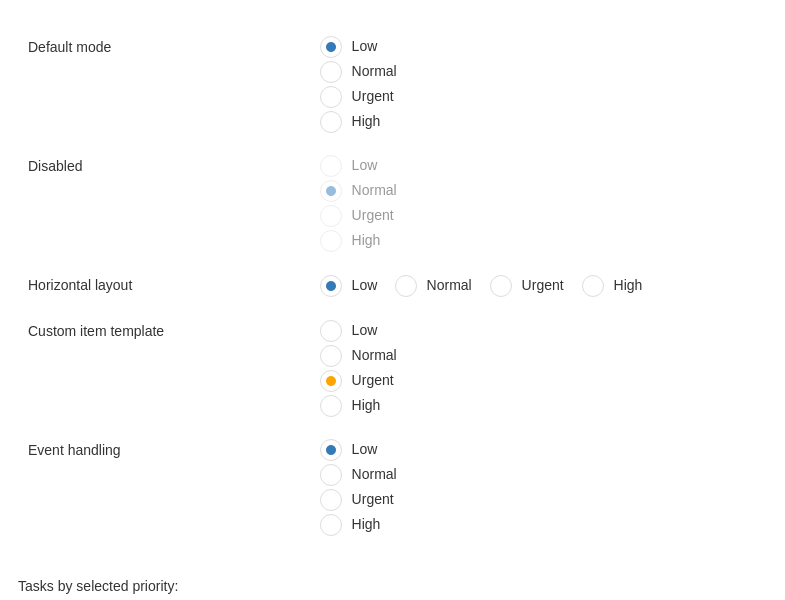 Default mode
Low
Normal
Urgent
High
Disabled
Low
Normal
Urgent
High
Horizontal layout
Low Normal Urgent High
Custom item template
Low
Normal
Urgent
High
Event handling
Low
Normal
Urgent
High
Tasks by selected priority: